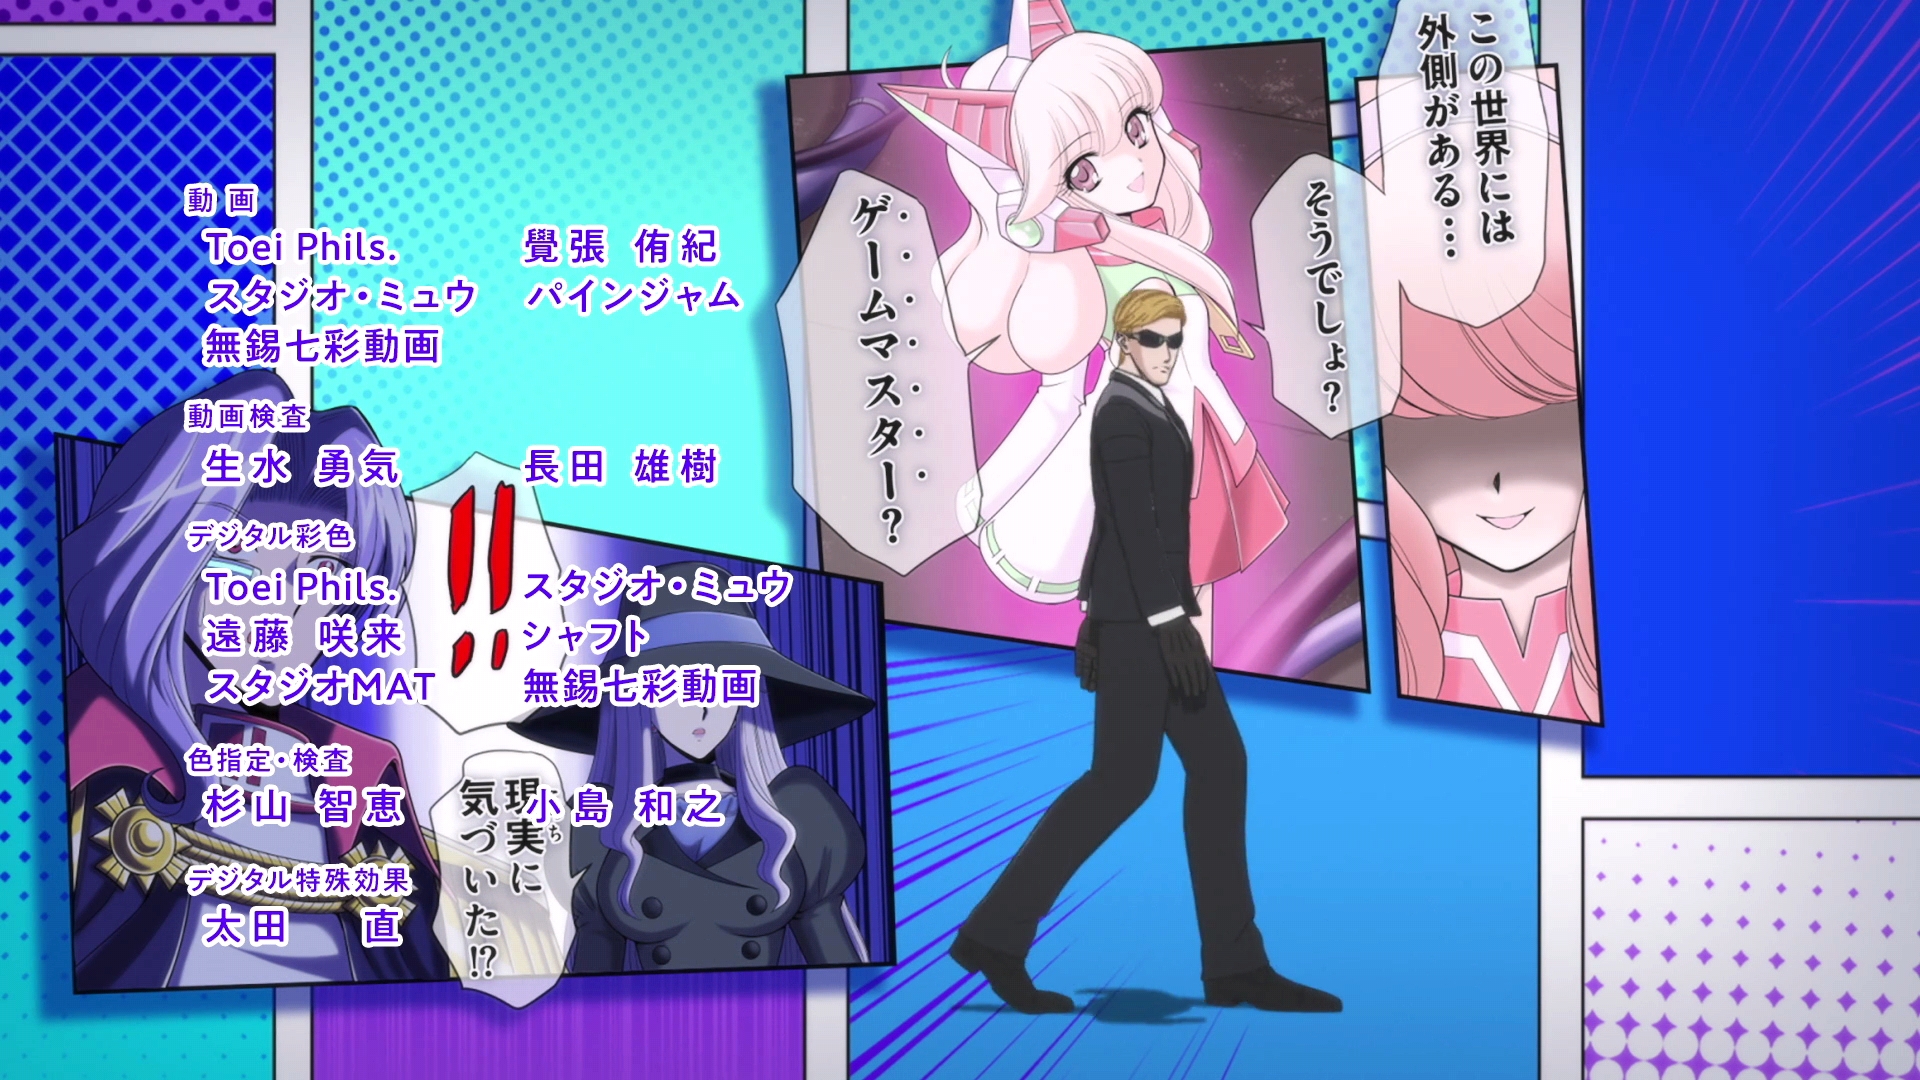 動画
Toei Phils.　覺張 侑紀
スタジオ・ミュウ　パインジャム
無錫七彩動画
動画検査
生水 勇気　長田 雄樹
デジタル彩色
Toei Phils.　スタジオ・ミュウ
遠藤 咲来　シャフト
スタジオMAT　無錫七彩動画
色指定・検査
杉山 智恵　小島 和之
デジタル特殊効果
太田 直
この世界には
外側がある…
そうでしょ？
ゲームマスター？
!!
現実に
気づいた!?